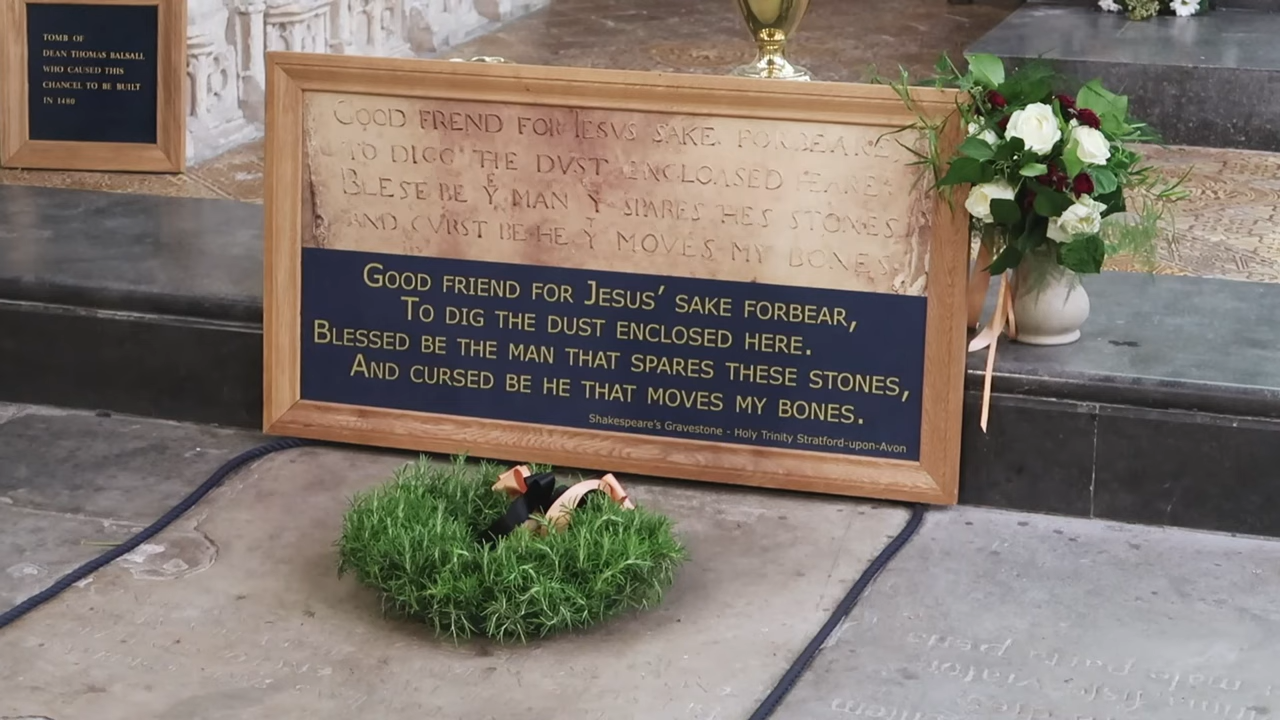 TOMB OF
DEAN THOMAS BALSALL
WHO CAUSED THIS
CHANCEL TO BE BUILT
IN 1480
GOOD FREND FOR IESVS SAKE FORBEARE,
TO DIGG THE DVST ENCLOASED HEARE:
BLESE BE Y̊ MAN Y̊ SPARES THES STONES,
AND CVRST BE HE Y̊ MOVES MY BONES.
GOOD FRIEND FOR JESUS’ SAKE FORBEAR,
TO DIG THE DUST ENCLOSED HERE.
BLESSED BE THE MAN THAT SPARES THESE STONES,
AND CURSED BE HE THAT MOVES MY BONES.
Shakespeare's Gravestone - Holy Trinity Stratford-upon-Avon